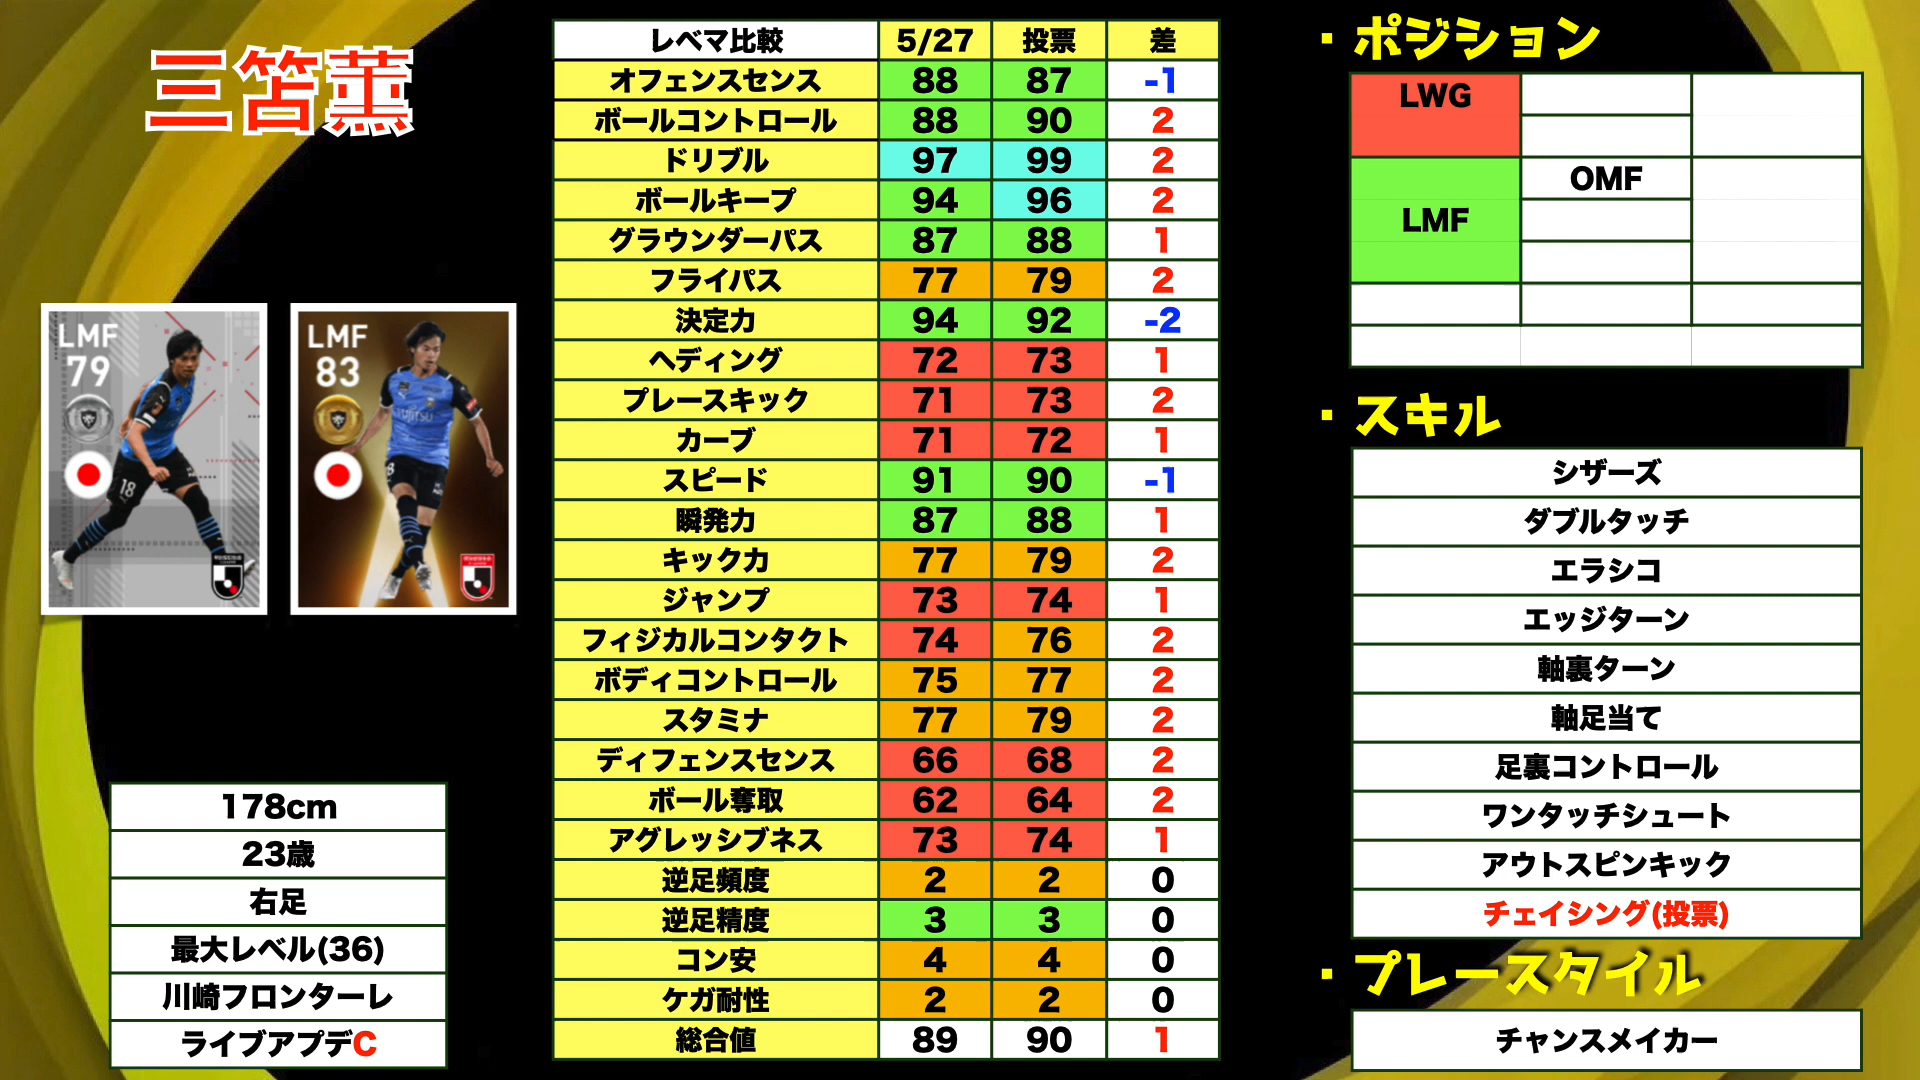 三笘薫
LMF
79
18
LMF
83
FUJITSU
178cm
23歳
右足
最大レベル(36)
川崎フロンターレ
ライブアプデC
レベマ比較 5/27 投票 差
オフェンスセンス 88 87 -1
ボールコントロール 88 90 2
ドリブル 97 99 2
ボールキープ 94 96 2
グラウンダーパス 87 88 1
フライパス 77 79 2
決定力 94 92 -2
ヘディング 72 73 1
プレースキック 71 73 2
カーブ 71 72 1
スピード 91 90 -1
瞬発力 87 88 1
キック力 77 79 2
ジャンプ 73 74 1
フィジカルコンタクト 74 76 2
ボディコントロール 75 77 2
スタミナ 77 79 2
ディフェンスセンス 66 68 2
ボール奪取 62 64 2
アグレッシブネス 73 74 1
逆足頻度 2 2 0
逆足精度 3 3 0
コン安 4 4 0
ケガ耐性 2 2 0
総合値 89 90 1
・ポジション
LWG
OMF
LMF
・スキル
シザーズ
ダブルタッチ
エラシコ
エッジターン
軸裏ターン
軸足当て
足裏コントロール
ワンタッチシュート
アウトスピンキック
チェイシング(投票)
・プレースタイル
チャンスメイカー